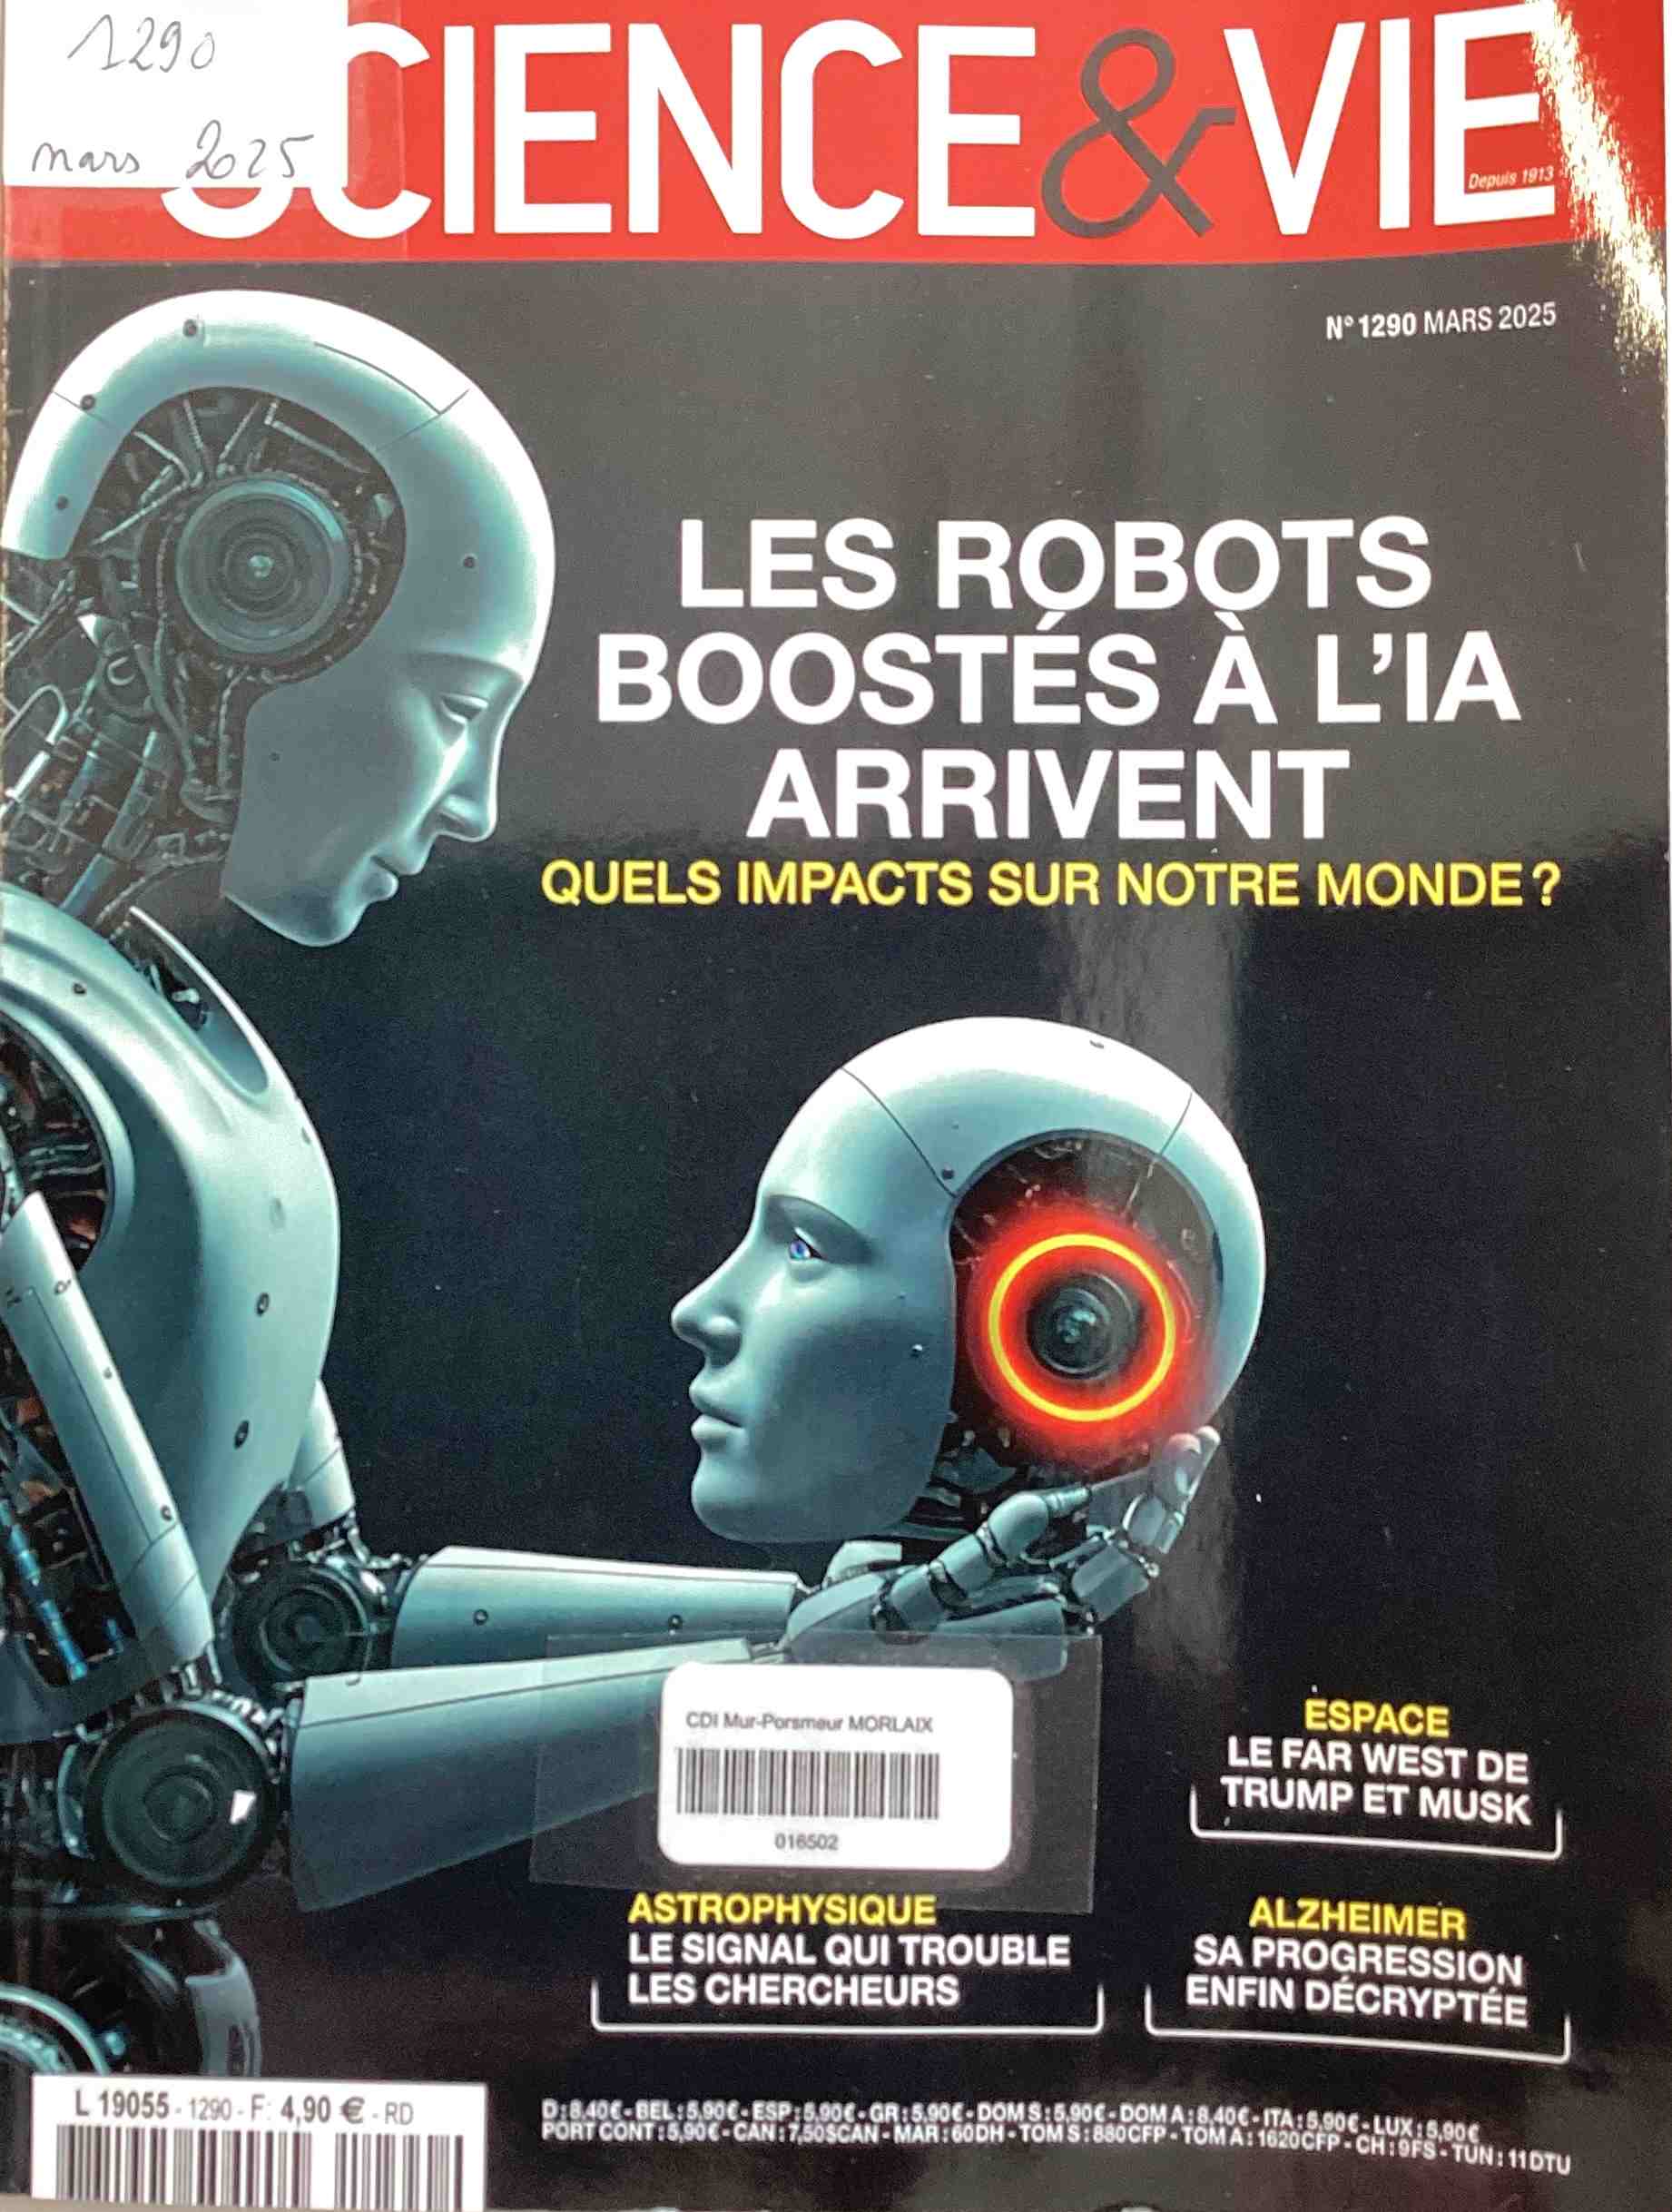 1290
mars 2025
SCIENCE&VIE
Depuis 1913
N° 1290 MARS 2025
LES ROBOTS
BOOSTÉS À L'IA
ARRIVENT
QUELS IMPACTS SUR NOTRE MONDE ?
CDI Mur-Porsmeur MORLAIX
016502
ESPACE
LE FAR WEST DE
TRUMP ET MUSK
ASTROPHYSIQUE
LE SIGNAL QUI TROUBLE
LES CHERCHEURS
ALZHEIMER
SA PROGRESSION
ENFIN DÉCRYPTÉE
L 19055 - 1290 - F: 4,90 € - RD
D : 8,40€ - BEL : 5,90€ - ESP : 5,90€ - GR : 5,90€ - DOM S : 5,90€ - DOM A : 8,40€ - ITA : 5,90€ - LUX : 5,90€
PORT CONT : 5,90€ - CAN : 7,50$CAN - MAR : 60DH - TOM S : 880CFP - TOM A : 1620CFP - CH : 9FS - TUN : 11DTU